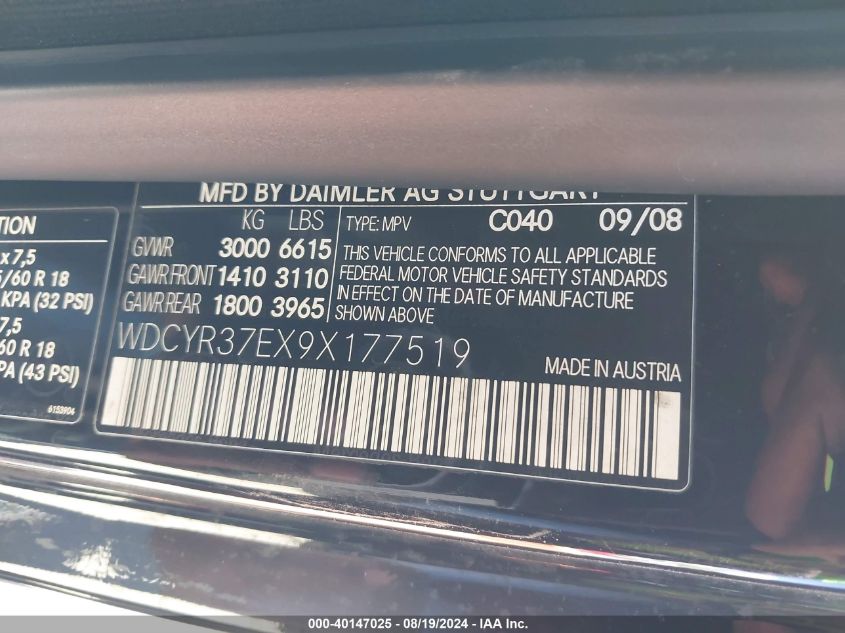 MFD BY DAIMLER AG STUTTGART
KG LBS
GVWR 3000 6615
GAWR FRONT 1410 3110
GAWR REAR 1800 3965
TYPE: MPV C040 09/08
THIS VEHICLE CONFORMS TO ALL APPLICABLE
FEDERAL MOTOR VEHICLE SAFETY STANDARDS
IN EFFECT ON THE DATE OF MANUFACTURE
SHOWN ABOVE
WDCYR37EX9X177519
MADE IN AUSTRIA
TION
x 7,5
5/60 R 18
KPA (32 PSI)
7,5
60 R 18
PA (43 PSI)
6153904
000-40147025 - 08/19/2024 - IAA Inc.